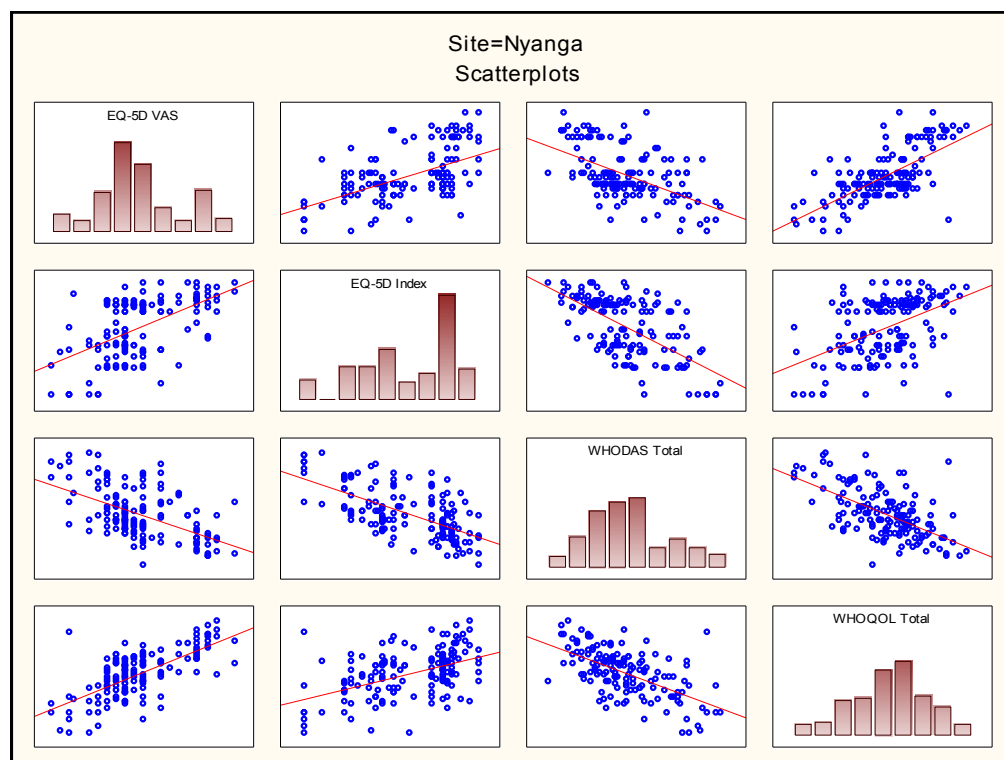 Site=Nyanga
Scatterplots
EQ-5D VAS
EQ-5D Index
WHODAS Total
WHOQOL Total